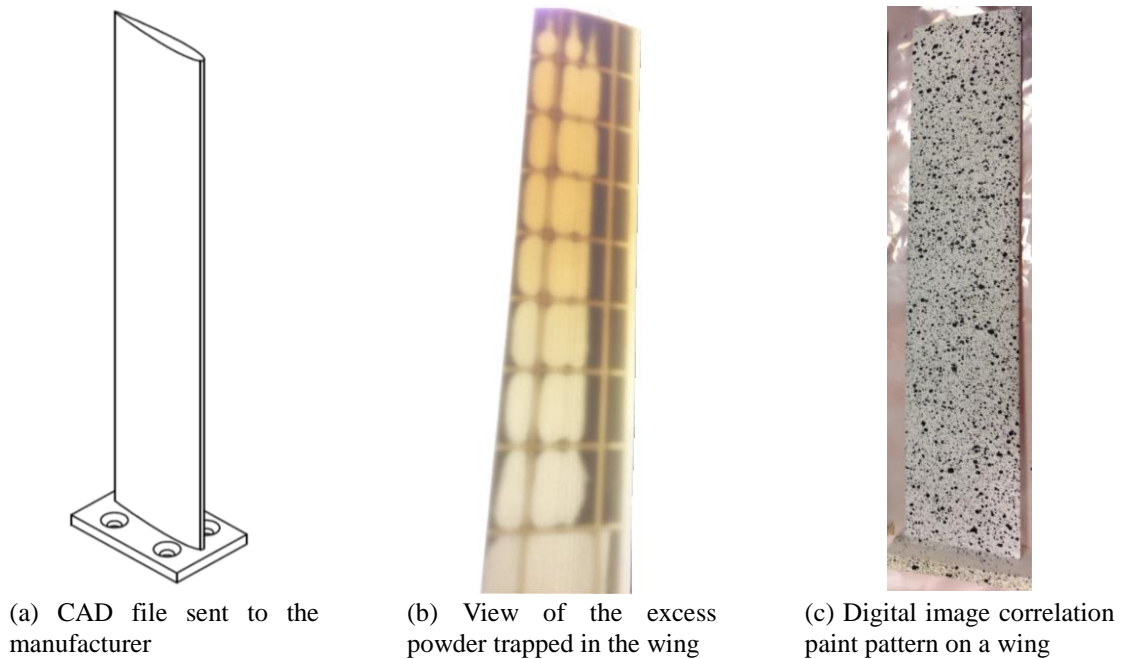 (a) CAD file sent to the
manufacturer
(b) View of the excess
powder trapped in the wing
(c) Digital image correlation
paint pattern on a wing